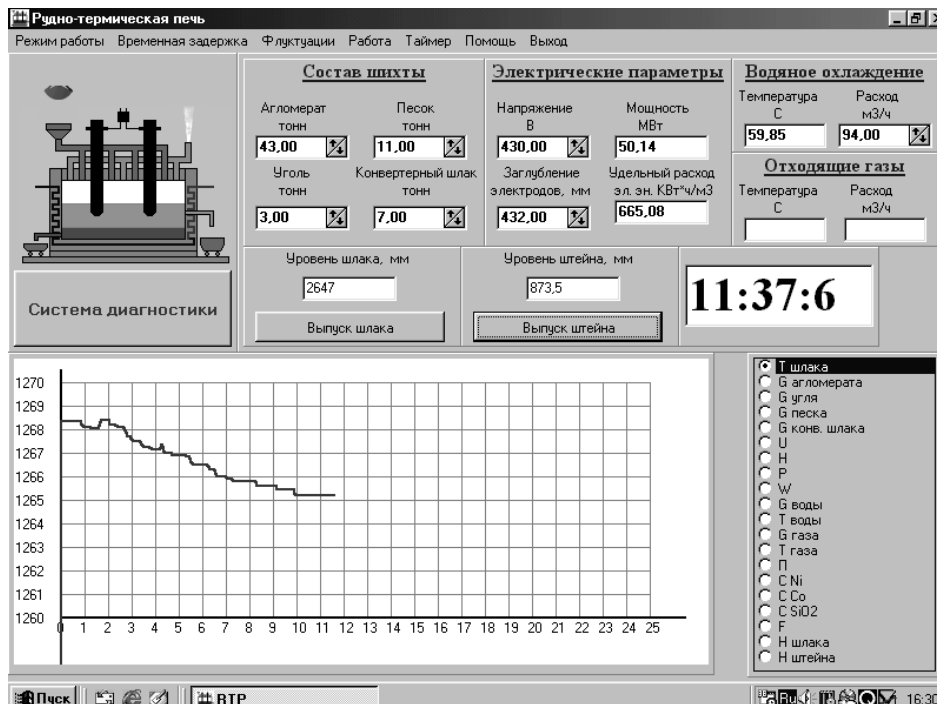 Рудно-термическая печь
Режим работы Временная задержка Флуктуации Работа Таймер Помощь Выход
Состав шихты
Агломерат Песок
тонн тонн
43,00 11,00
Уголь Конвертерный шлак
тонн тонн
3,00 7,00
Электрические параметры
Напряжение Мощность
В МВт
430,00 50,14
Заглубление Удельный расход
электродов, мм эл. эн. КВт*ч/м3
432,00 665,08
Водяное охлаждение
Температура Расход
С м3/ч
59,85 94,00
Отходящие газы
Температура Расход
С м3/ч
Система диагностики
Уровень шлака, мм
2647
Выпуск шлака
Уровень штейна, мм
873,5
Выпуск штейна
11:37:6
1270
1269
1268
1267
1266
1265
1264
1263
1262
1261
1260
0 1 2 3 4 5 6 7 8 9 10 11 12 13 14 15 16 17 18 19 20 21 22 23 24 25
Т шлака
G агломерата
G угля
G песка
G конв. шлака
U
H
P
W
G воды
Т воды
G газа
Т газа
П
C Ni
C Co
C SiO2
F
Н шлака
Н штейна
Пуск RTP Ru 16:30